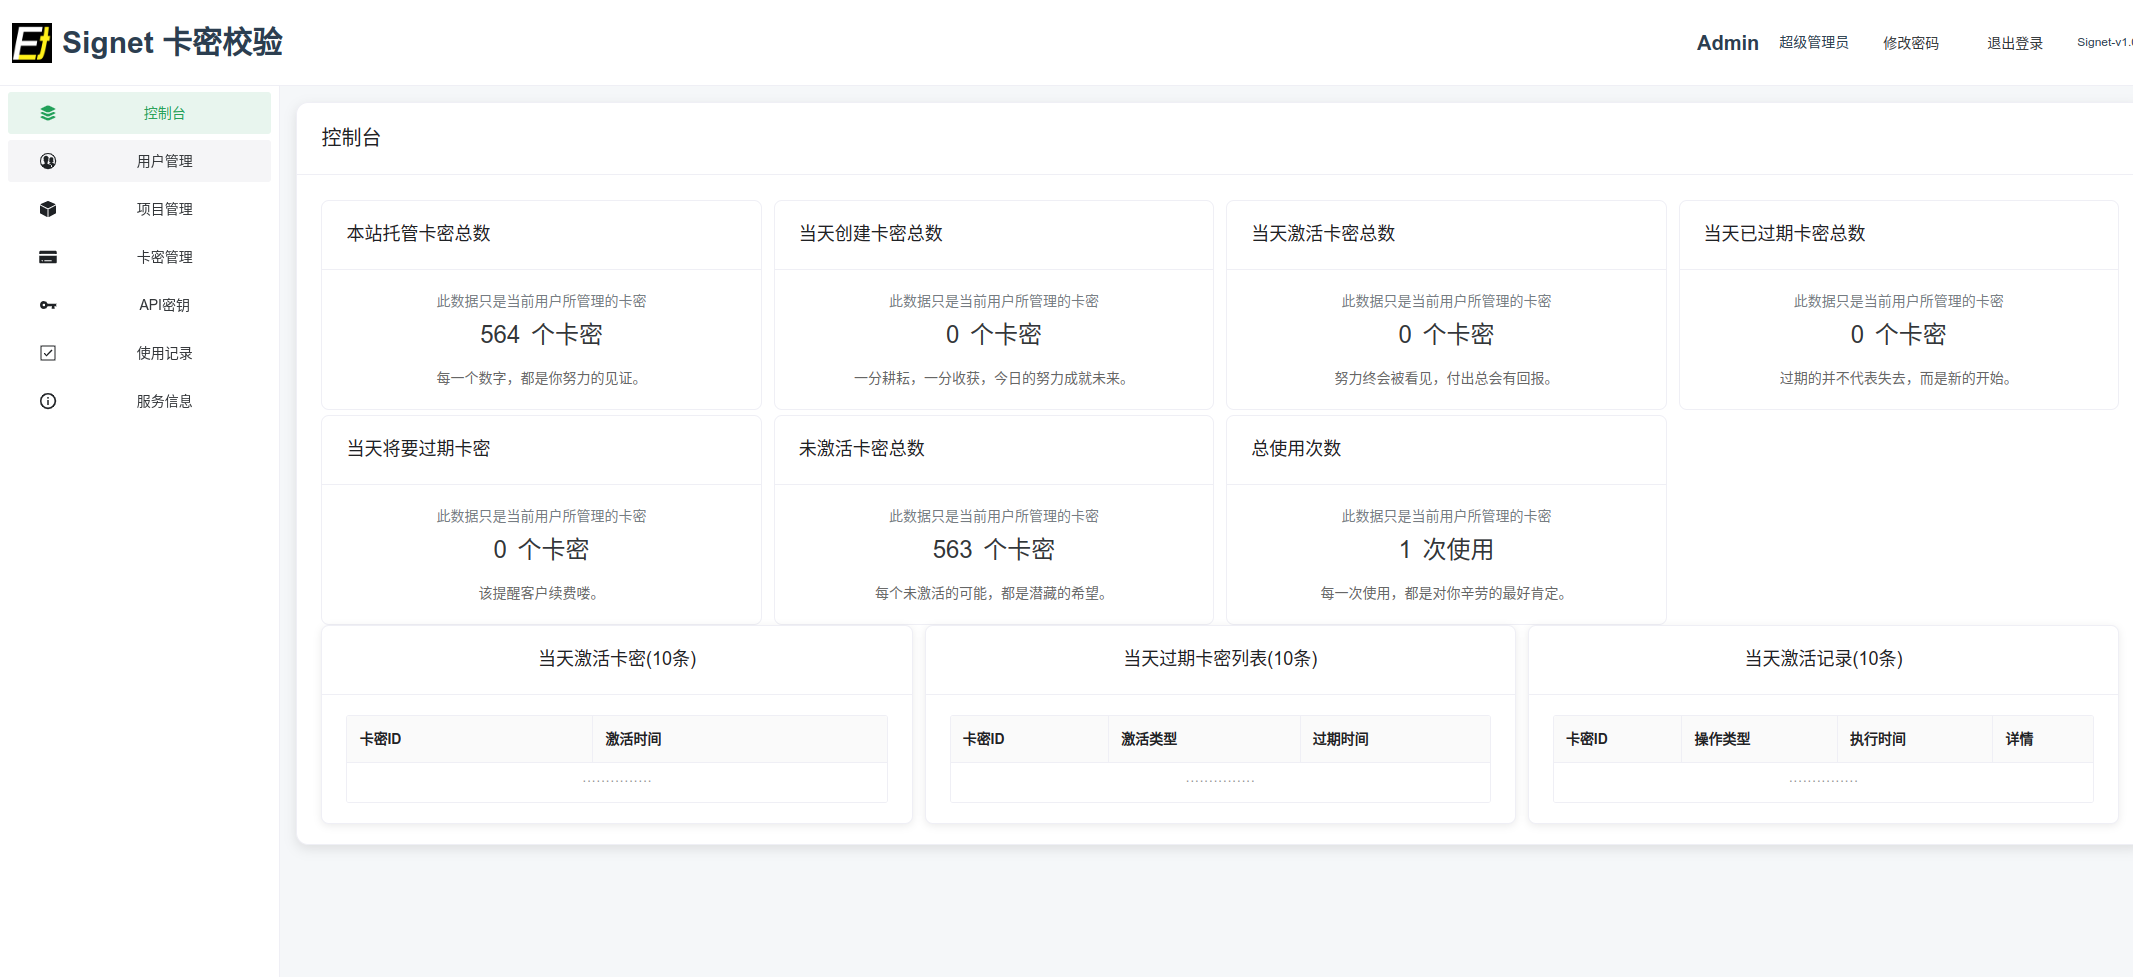 Et Signet 卡密校验
Admin 超级管理员 修改密码 退出登录 Signet-v1.
控制台
用户管理
项目管理
卡密管理
API密钥
使用记录
服务信息
控制台
本站托管卡密总数
此数据只是当前用户所管理的卡密
564 个卡密
每一个数字，都是你努力的见证。
当天创建卡密总数
此数据只是当前用户所管理的卡密
0 个卡密
一分耕耘，一分收获，今日的努力成就未来。
当天激活卡密总数
此数据只是当前用户所管理的卡密
0 个卡密
努力终会被看见，付出总会有回报。
当天已过期卡密总数
此数据只是当前用户所管理的卡密
0 个卡密
过期的并不代表失去，而是新的开始。
当天将要过期卡密
此数据只是当前用户所管理的卡密
0 个卡密
该提醒客户续费喽。
未激活卡密总数
此数据只是当前用户所管理的卡密
563 个卡密
每个未激活的可能，都是潜藏的希望。
总使用次数
此数据只是当前用户所管理的卡密
1 次使用
每一次使用，都是对你辛劳的最好肯定。
当天激活卡密(10条)
卡密ID 激活时间
...............
当天过期卡密列表(10条)
卡密ID 激活类型 过期时间
...............
当天激活记录(10条)
卡密ID 操作类型 执行时间 详情
...............